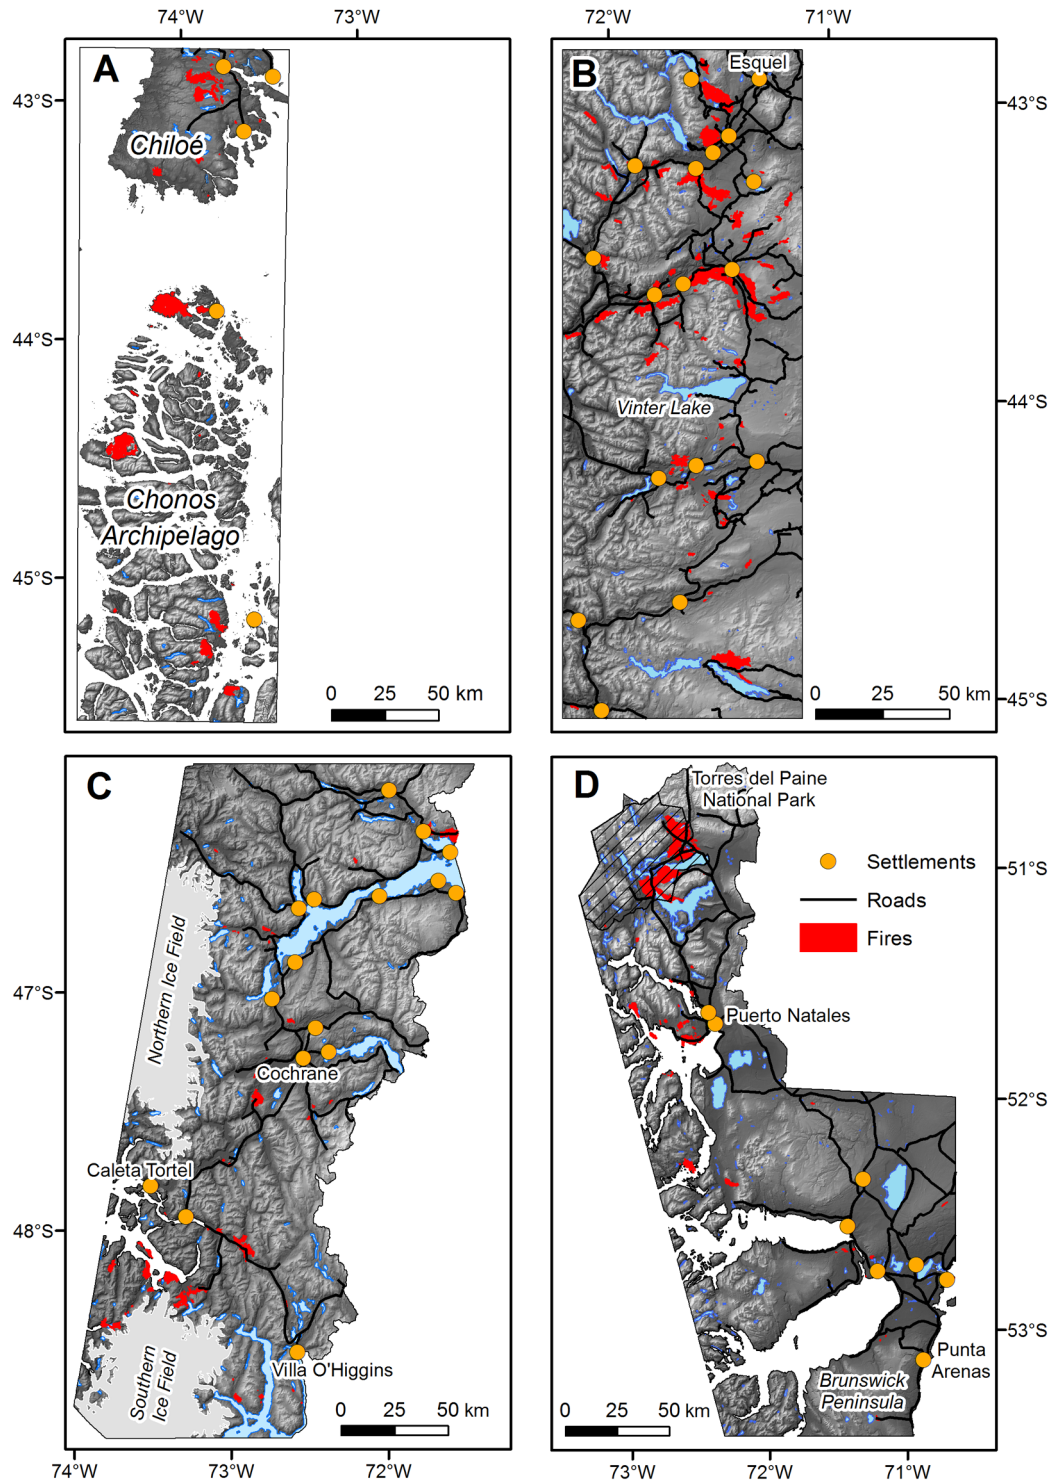 74°W
73°W
72°W
71°W
A
B
Esquel
43°S
43°S
Chiloé
44°S
44°S
Vinter Lake
Chonos
Archipelago
45°S
45°S
0 25 50 km
0 25 50 km
C
D
Torres del Paine
National Park
Settlements
Roads
Fires
51°S
Northern Ice Field
47°S
Puerto Natales
Cochrane
52°S
Caleta Tortel
48°S
53°S
Punta
Arenas
Brunswick
Peninsula
Villa O'Higgins
Southern
Ice Field
0 25 50 km
0 25 50 km
74°W
73°W
72°W
73°W
72°W
71°W